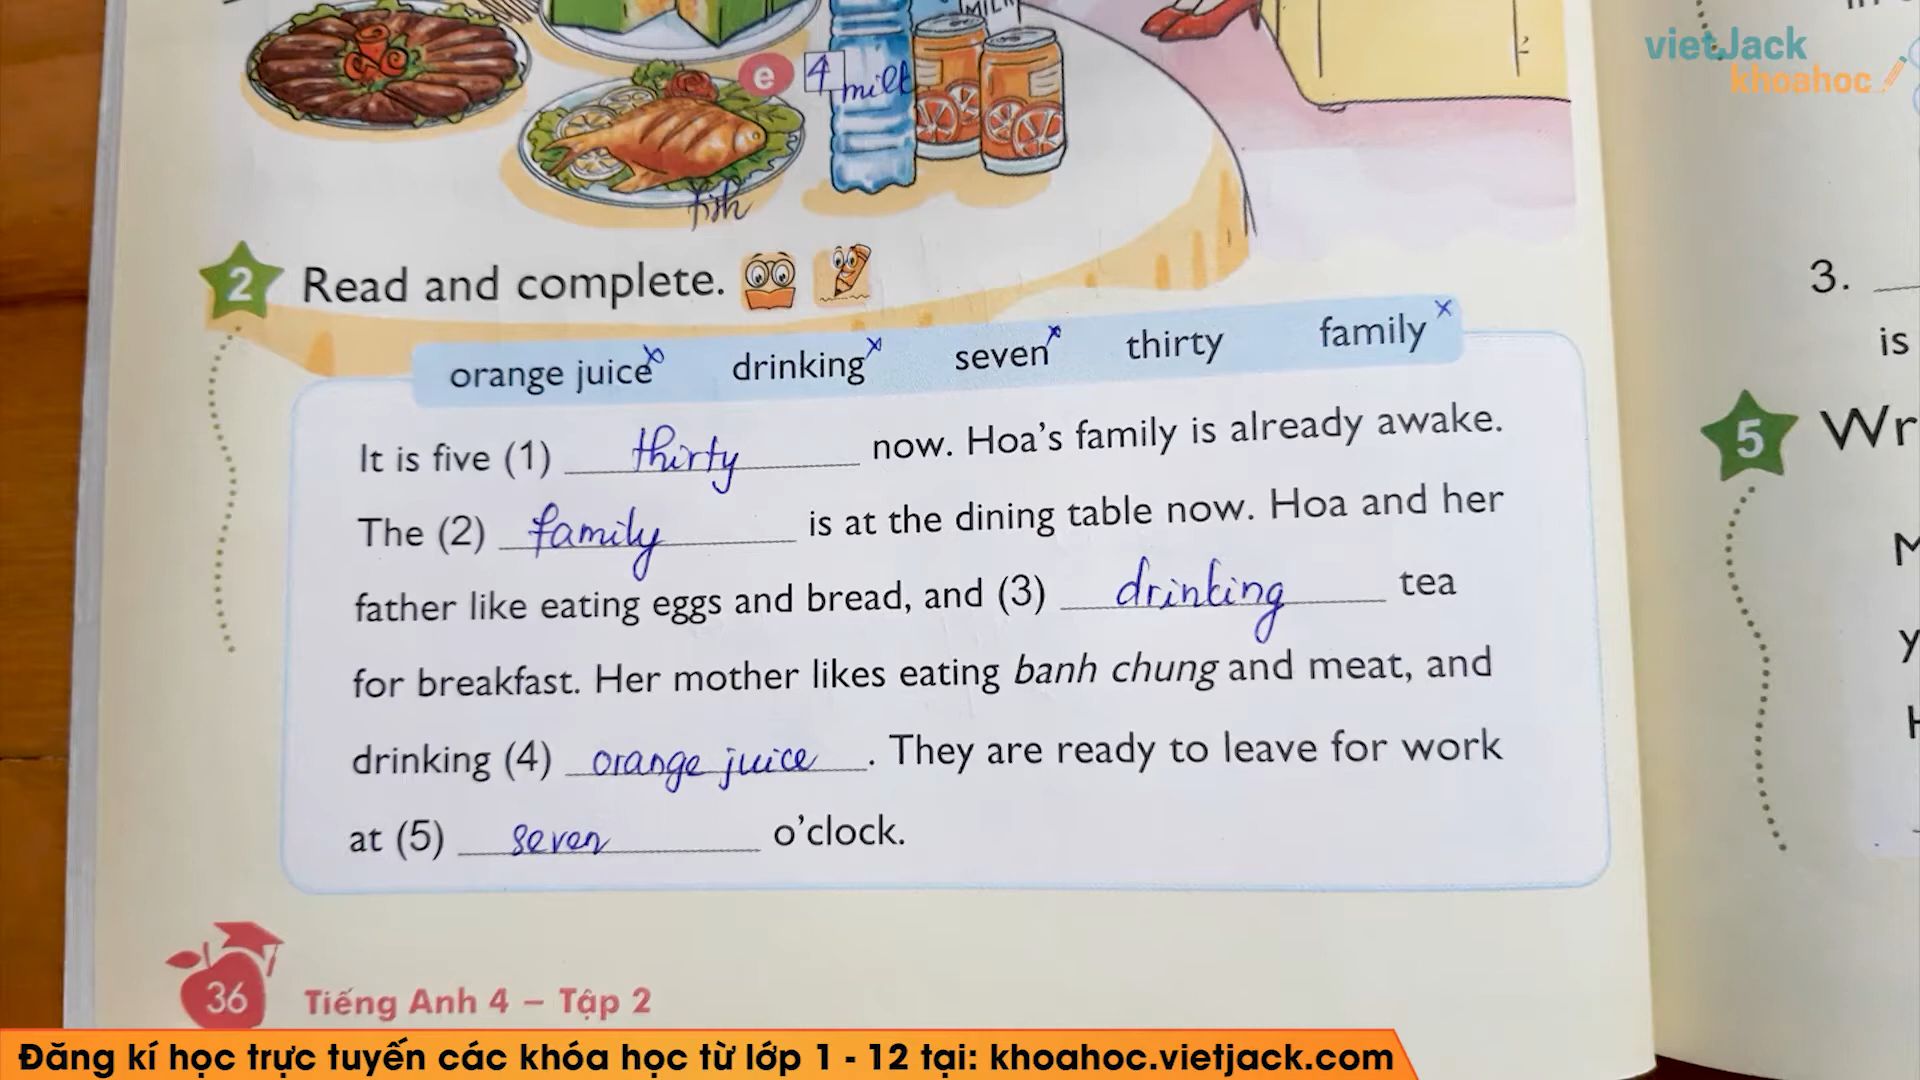 MILK
vietJack
khoahoc
e 4 milk
fish
2 Read and complete.
orange juice drinking seven thirty family
It is five (1) thirty now. Hoa's family is already awake.
The (2) family is at the dining table now. Hoa and her
father like eating eggs and bread, and (3) drinking tea
for breakfast. Her mother likes eating banh chung and meat, and
drinking (4) orange juice. They are ready to leave for work
at (5) seven o'clock.
36 Tiếng Anh 4 – Tập 2
3.
is
5 Wr
Đăng kí học trực tuyến các khóa học từ lớp 1 - 12 tại: khoahoc.vietjack.com